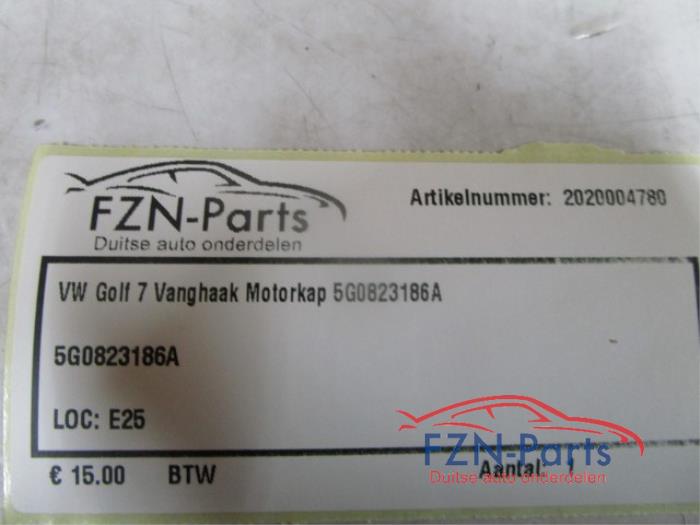 FZN-Parts
Duitse auto onderdelen
Artikelnummer: 2020004780
VW Golf 7 Vanghaak Motorkap 5G0823186A
5G0823186A
LOC: E25
€ 15.00 BTW Aantal: 1
FZN-Parts
Duitse auto onderdelen